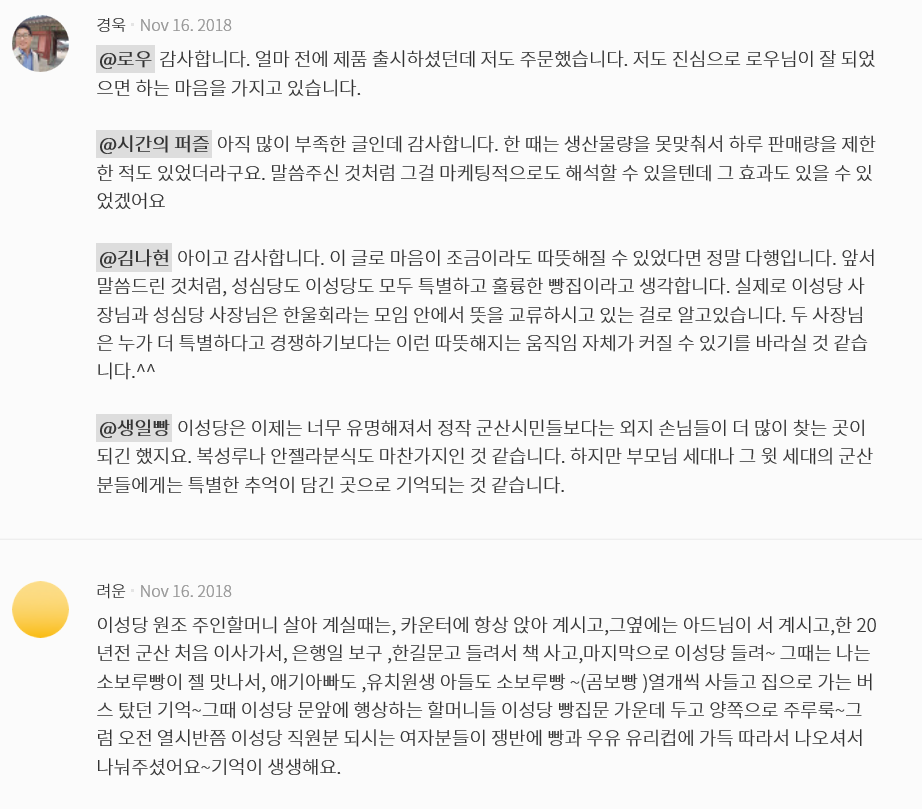 경욱 · Nov 16. 2018
@로우 감사합니다. 얼마 전에 제품 출시하셨던데 저도 주문했습니다. 저도 진심으로 로우님이 잘 되었
으면 하는 마음을 가지고 있습니다.
@시간의 퍼즐 아직 많이 부족한 글인데 감사합니다. 한 때는 생산물량을 못맞춰서 하루 판매량을 제한
한 적도 있었더라구요. 말씀주신 것처럼 그걸 마케팅적으로도 해석할 수 있을텐데 그 효과도 있을 수 있
었겠어요
@김나현 아이고 감사합니다. 이 글로 마음이 조금이라도 따뜻해질 수 있었다면 정말 다행입니다. 앞서
말씀드린 것처럼, 성심당도 이성당도 모두 특별하고 훌륭한 빵집이라고 생각합니다. 실제로 이성당 사
장님과 성심당 사장님은 한울회라는 모임 안에서 뜻을 교류하시고 있는 걸로 알고있습니다. 두 사장님
은 누가 더 특별하다고 경쟁하기보다는 이런 따뜻해지는 움직임 자체가 커질 수 있기를 바라실 것 같습
니다.^^
@생일빵 이성당은 이제는 너무 유명해져서 정작 군산시민들보다는 외지 손님들이 더 많이 찾는 곳이
되긴 했지요. 복성루나 안젤라분식도 마찬가지인 것 같습니다. 하지만 부모님 세대나 그 윗 세대의 군산
분들에게는 특별한 추억이 담긴 곳으로 기억되는 것 같습니다.
려운 · Nov 16. 2018
이성당 원조 주인할머니 살아 계실때는, 카운터에 항상 앉아 계시고,그옆에는 아드님이 서 계시고,한 20
년전 군산 처음 이사가서, 은행일 보구 ,한길문고 들려서 책 사고,마지막으로 이성당 들려~ 그때는 나는
소보루빵이 젤 맛나서, 애기아빠도 ,유치원생 아들도 소보루빵 ~(곰보빵 )열개씩 사들고 집으로 가는 버
스 탔던 기억~그때 이성당 문앞에 행상하는 할머니들 이성당 빵집문 가운데 두고 양쪽으로 주루룩~그
럼 오전 열시반쯤 이성당 직원분 되시는 여자분들이 쟁반에 빵과 우유 유리컵에 가득 따라서 나오셔서
나눠주셨어요~기억이 생생해요.